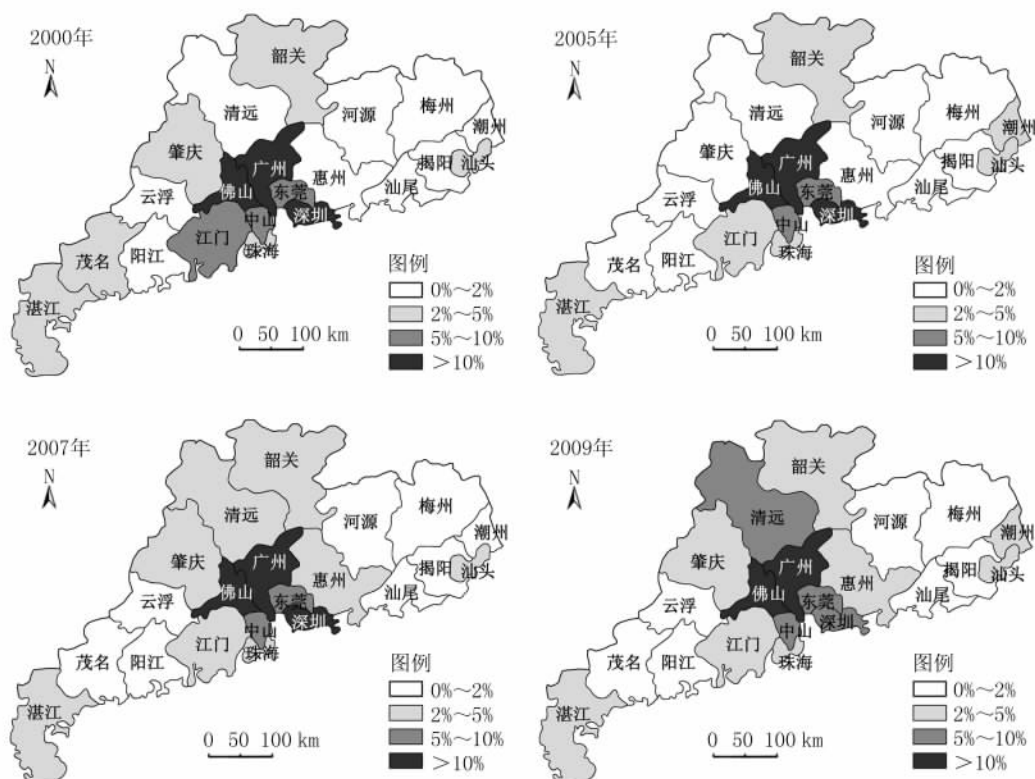 2000年
N
韶关
清远
河源
梅州
潮州
肇庆
广州
揭阳
汕头
佛山
东莞
惠州
汕尾
云浮
深圳
中山
江门
珠海
茂名
阳江
湛江
图例
0%~2%
2%~5%
5%~10%
>10%
0 50 100 km
2005年
N
韶关
清远
河源
梅州
潮州
肇庆
广州
揭阳
汕头
佛山
东莞
惠州
汕尾
云浮
深圳
中山
江门
珠海
茂名
阳江
湛江
图例
0%~2%
2%~5%
5%~10%
>10%
0 50 100 km
2007年
N
韶关
清远
河源
梅州
潮州
肇庆
广州
揭阳
汕头
佛山
东莞
惠州
汕尾
云浮
深圳
中山
江门
珠海
茂名
阳江
湛江
图例
0%~2%
2%~5%
5%~10%
>10%
0 50 100 km
2009年
N
韶关
清远
河源
梅州
潮州
肇庆
广州
揭阳
汕头
佛山
东莞
惠州
汕尾
云浮
深圳
中山
江门
珠海
茂名
阳江
湛江
图例
0%~2%
2%~5%
5%~10%
>10%
0 50 100 km